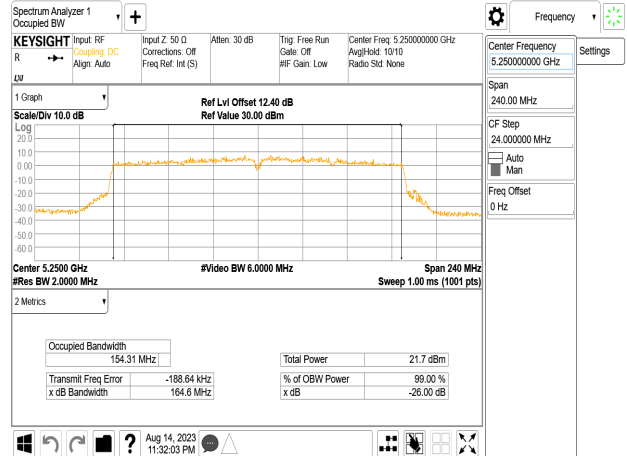 Spectrum Analyzer 1
Occupied BW
Frequency
KEYSIGHT
R
Input: RF
Coupling: DC
Align: Auto
Input Z: 50 Ω
Corrections: Off
Freq Ref: Int (S)
Atten: 30 dB
Trig: Free Run
Gate: Off
#IF Gain: Low
Center Freq: 5.250000000 GHz
Avg|Hold: 10/10
Radio Std: None
Center Frequency
5.250000000 GHz
Settings
Span
240.00 MHz
CF Step
24.000000 MHz
Auto
Man
Freq Offset
0 Hz
1 Graph
Scale/Div 10.0 dB
Ref Lvl Offset 12.40 dB
Ref Value 30.00 dBm
Log
20.0
10.0
0.00
-10.0
-20.0
-30.0
-40.0
-50.0
-60.0
Center 5.2500 GHz
#Video BW 6.0000 MHz
Span 240 MHz
#Res BW 2.0000 MHz
Sweep 1.00 ms (1001 pts)
2 Metrics
Occupied Bandwidth
154.31 MHz
Total Power 21.7 dBm
Transmit Freq Error -188.64 kHz
% of OBW Power 99.00 %
x dB Bandwidth 164.6 MHz
x dB -26.00 dB
?
Aug 14, 2023
11:32:03 PM